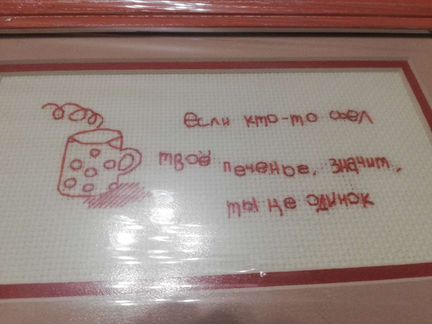 если кто-то съел
твоё печенье, значит,
ты не одинок